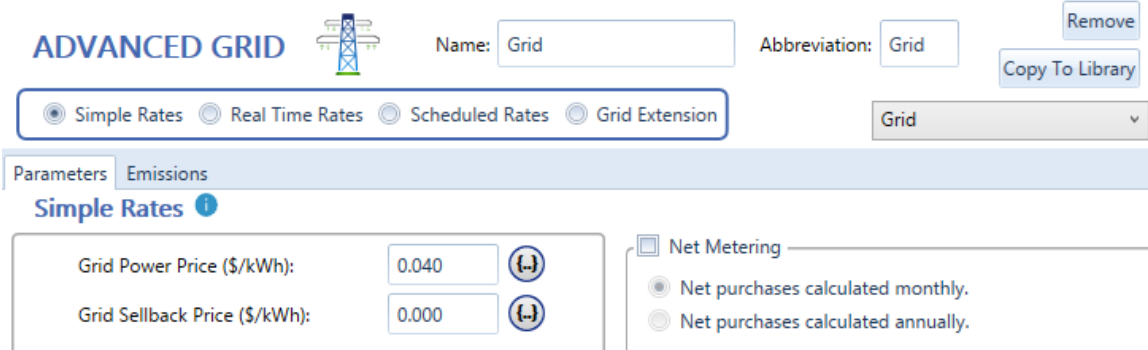 ADVANCED GRID Name: Grid Abbreviation: Grid Remove
Copy To Library
Simple Rates Real Time Rates Scheduled Rates Grid Extension Grid
Parameters Emissions
Simple Rates i
Net Metering
Grid Power Price ($/kWh): 0.040 {..}
Net purchases calculated monthly.
Grid Sellback Price ($/kWh): 0.000 {..}
Net purchases calculated annually.